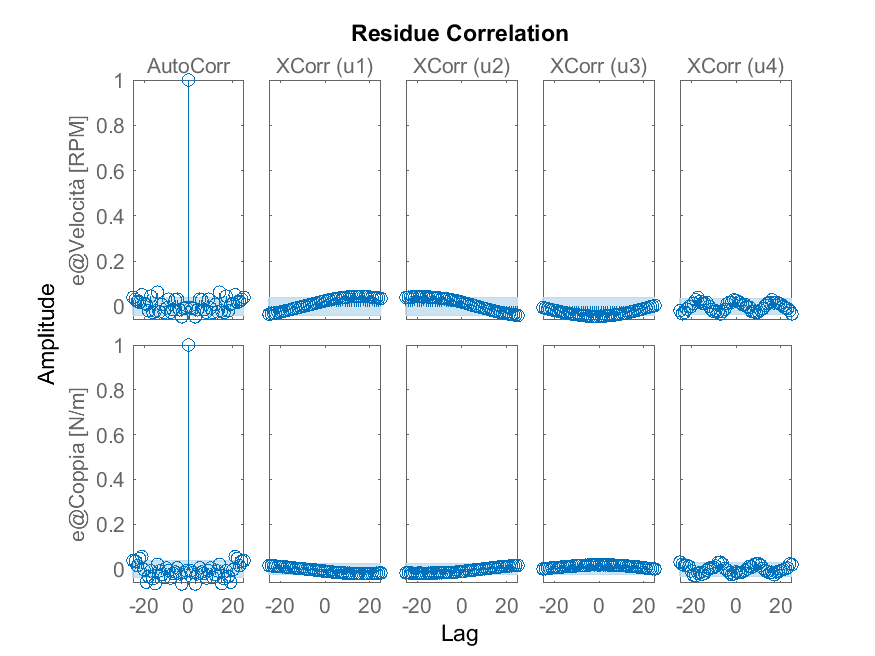 Residue Correlation
AutoCorr XCorr (u1) XCorr (u2) XCorr (u3) XCorr (u4)
e@Velocità [RPM]
1
0.8
0.6
0.4
0.2
0
Amplitude
e@Coppia [N/m]
1
0.8
0.6
0.4
0.2
0
-20 0 20 -20 0 20 -20 0 20 -20 0 20 -20 0 20
Lag